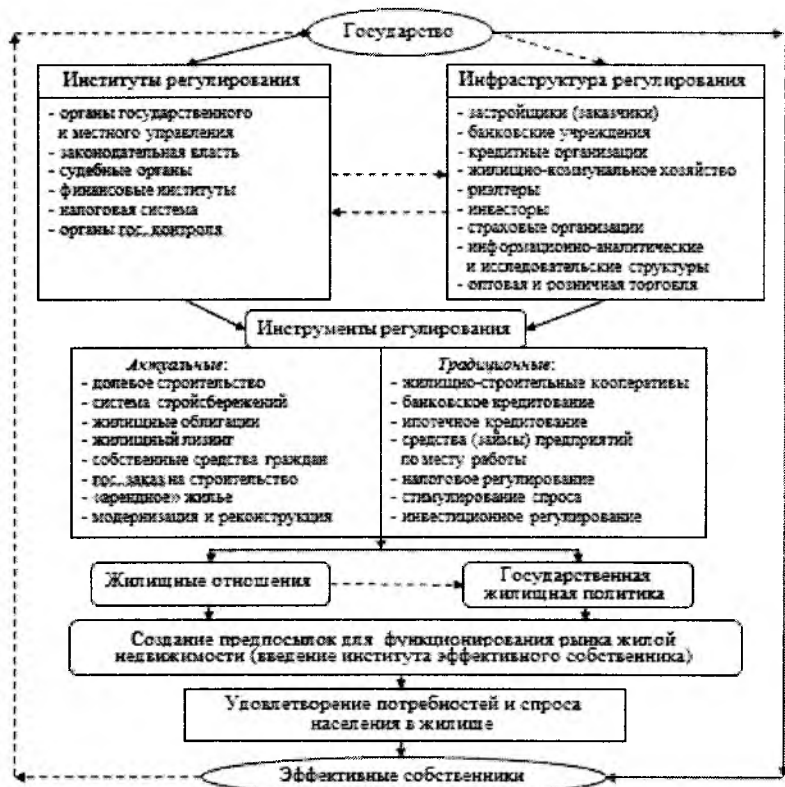 Государство
Институты регулирования
- органы государственного
и местного управления
- законодательная власть
- судебные органы
- финансовые институты
- налоговая система
- органы гос. контроля
Инфраструктура регулирования
- застройщики (заказчики)
- банковские учреждения
- кредитные организации
- жилищно-коммунальное хозяйство
- риэлтеры
- инвесторы
- страховые организации
- информационно-аналитические
и исследовательские структуры
- оптовая и розничная торговля
Инструменты регулирования
Актуальные:
- долевое строительство
- система стройсбережений
- жилищные облигации
- жилищный лизинг
- собственные средства граждан
- гос. заказ на строительство
- «арендное» жилье
- модернизация и реконструкция
Традиционные:
- жилищно-строительные кооперативы
- банковское кредитование
- ипотечное кредитование
- средства (займы) предприятий
по месту работы
- налоговое регулирование
- стимулирование спроса
- инвестиционное регулирование
Жилищные отношения
Государственная
жилищная политика
Создание предпосылок для функционирования рынка жилой
недвижимости (введение института эффективного собственника)
Удовлетворение потребностей и спроса
населения в жилище
Эффективные собственники